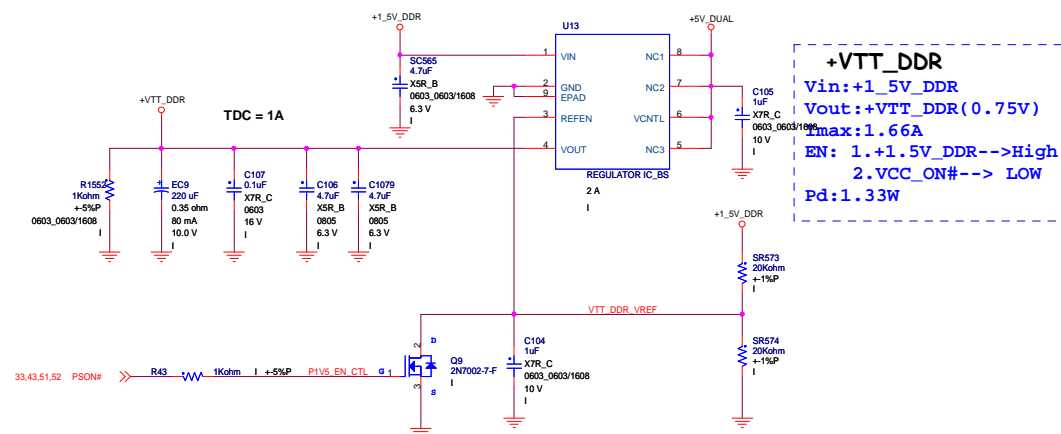 +1_5V_DDR
U13
+5V_DUAL
1 VIN NC1 8
2 GND NC2 7
9 EPAD
3 REFEN VCNTL 6
4 VOUT NC3 5
REGULATOR IC_BS
2 A
I
SC565
4.7uF
X5R_B
0603_0603/1608
6.3 V
I
C105
1uF
X7R_C
0603_0603/1608
10 V
I
+VTT_DDR
Vin:+1_5V_DDR
Vout:+VTT_DDR(0.75V)
Imax:1.66A
EN: 1.+1.5V_DDR-->High
2.VCC_ON#--> LOW
Pd:1.33W
+VTT_DDR
TDC = 1A
R1552
1Kohm
+-5%P
0603_0603/1608
I
EC9
220 uF
0.35 ohm
80 mA
10.0 V
I
C107
0.1uF
X7R_C
0603
16 V
I
C106
4.7uF
X5R_B
0805
6.3 V
I
C1079
4.7uF
X5R_B
0805
6.3 V
I
+1_5V_DDR
SR573
20Kohm
+-1%P
I
VTT_DDR_VREF
SR574
20Kohm
+-1%P
I
C104
1uF
X7R_C
0603_0603/1608
10 V
I
2 D
Q9
2N7002-7-F
I
3 S
33,43,51,52 PSON# R43 1Kohm I +-5%P P1V5_EN_CTL G 1